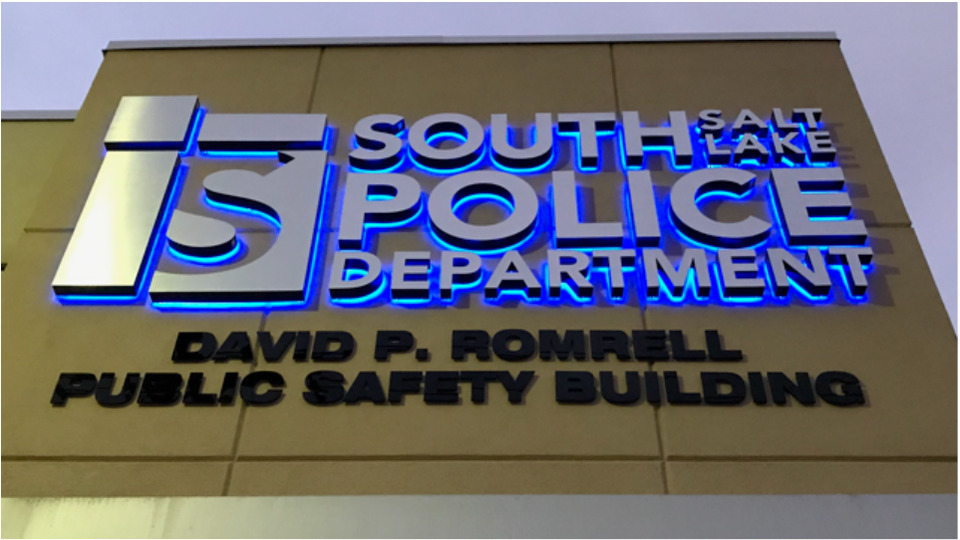 S
SOUTH SALT LAKE
POLICE
DEPARTMENT
DAVID P. ROMRELL
PUBLIC SAFETY BUILDING